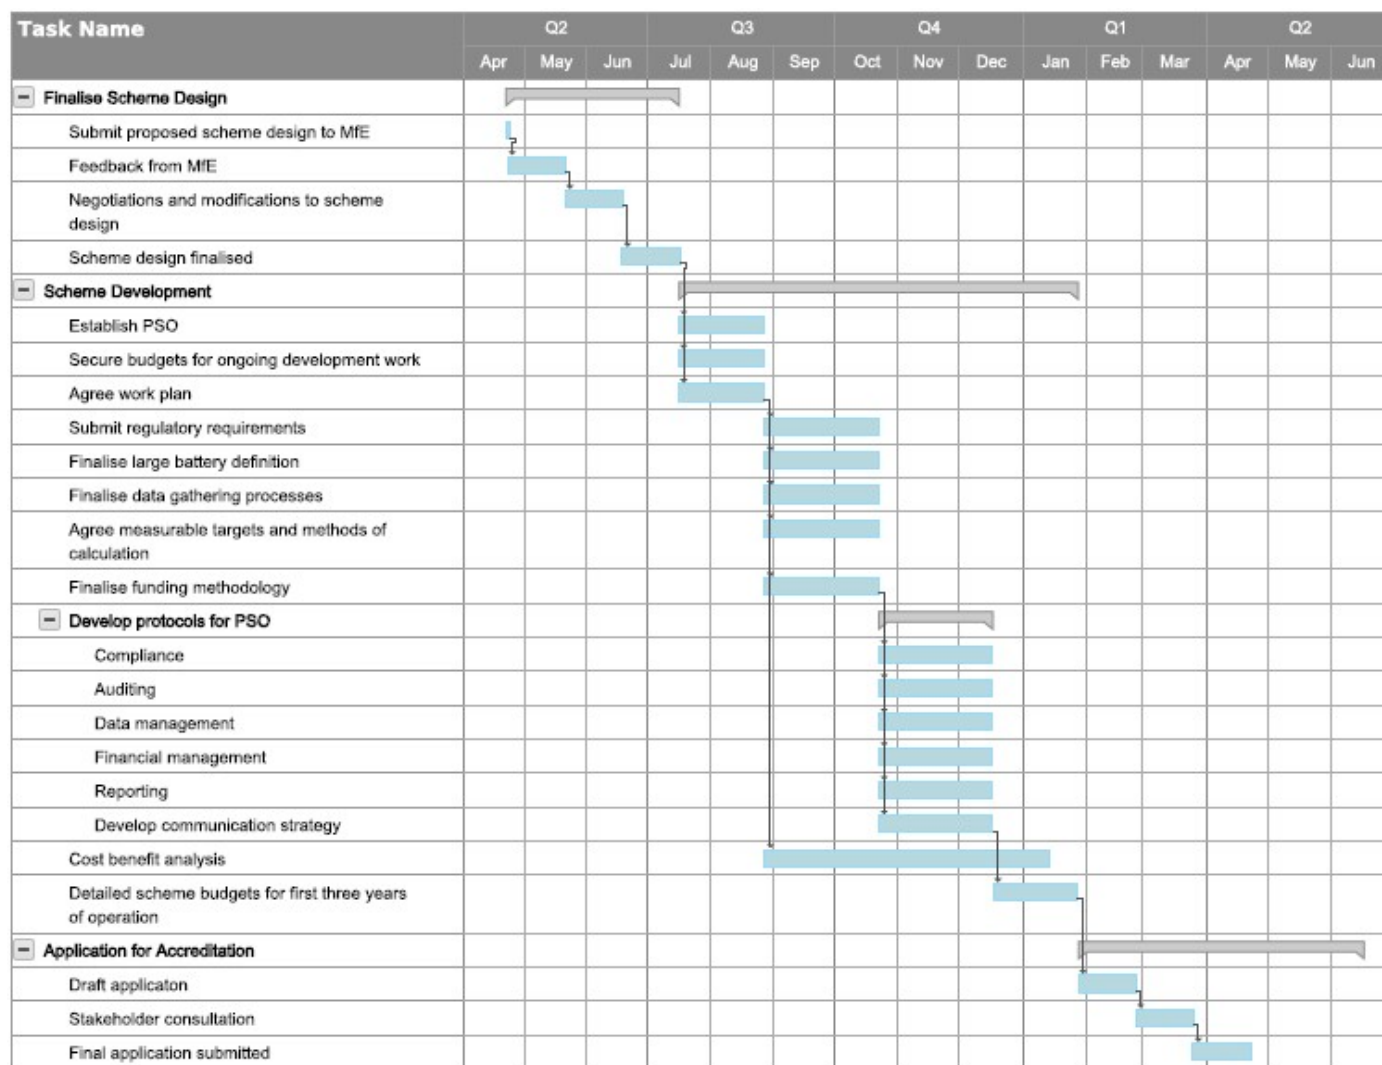 Task Name
Q2 Q3 Q4 Q1 Q2
Apr May Jun Jul Aug Sep Oct Nov Dec Jan Feb Mar Apr May Jun
Finalise Scheme Design
Submit proposed scheme design to MfE
Feedback from MfE
Negotiations and modifications to scheme
design
Scheme design finalised
Scheme Development
Establish PSO
Secure budgets for ongoing development work
Agree work plan
Submit regulatory requirements
Finalise large battery definition
Finalise data gathering processes
Agree measurable targets and methods of
calculation
Finalise funding methodology
Develop protocols for PSO
Compliance
Auditing
Data management
Financial management
Reporting
Develop communication strategy
Cost benefit analysis
Detailed scheme budgets for first three years
of operation
Application for Accreditation
Draft applicaton
Stakeholder consultation
Final application submitted